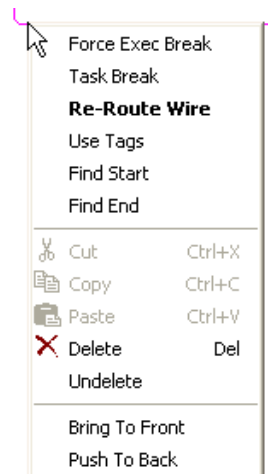 Force Exec Break
Task Break
Re-Route Wire
Use Tags
Find Start
Find End
Cut Ctrl+X
Copy Ctrl+C
Paste Ctrl+V
Delete Del
Undelete
Bring To Front
Push To Back